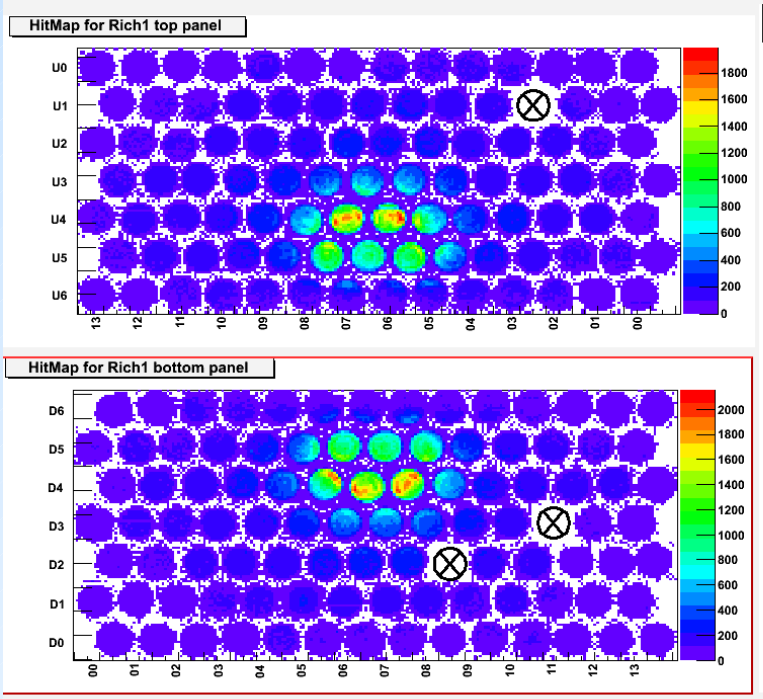 HitMap for Rich1 top panel
U0
U1
U2
U3
U4
U5
U6
1800
1600
1400
1200
1000
800
600
400
200
0
13 12 11 10 09 08 07 06 05 04 03 02 01 00
HitMap for Rich1 bottom panel
D6
D5
D4
D3
D2
D1
D0
2000
1800
1600
1400
1200
1000
800
600
400
200
0
00 01 02 03 04 05 06 07 08 09 10 11 12 13